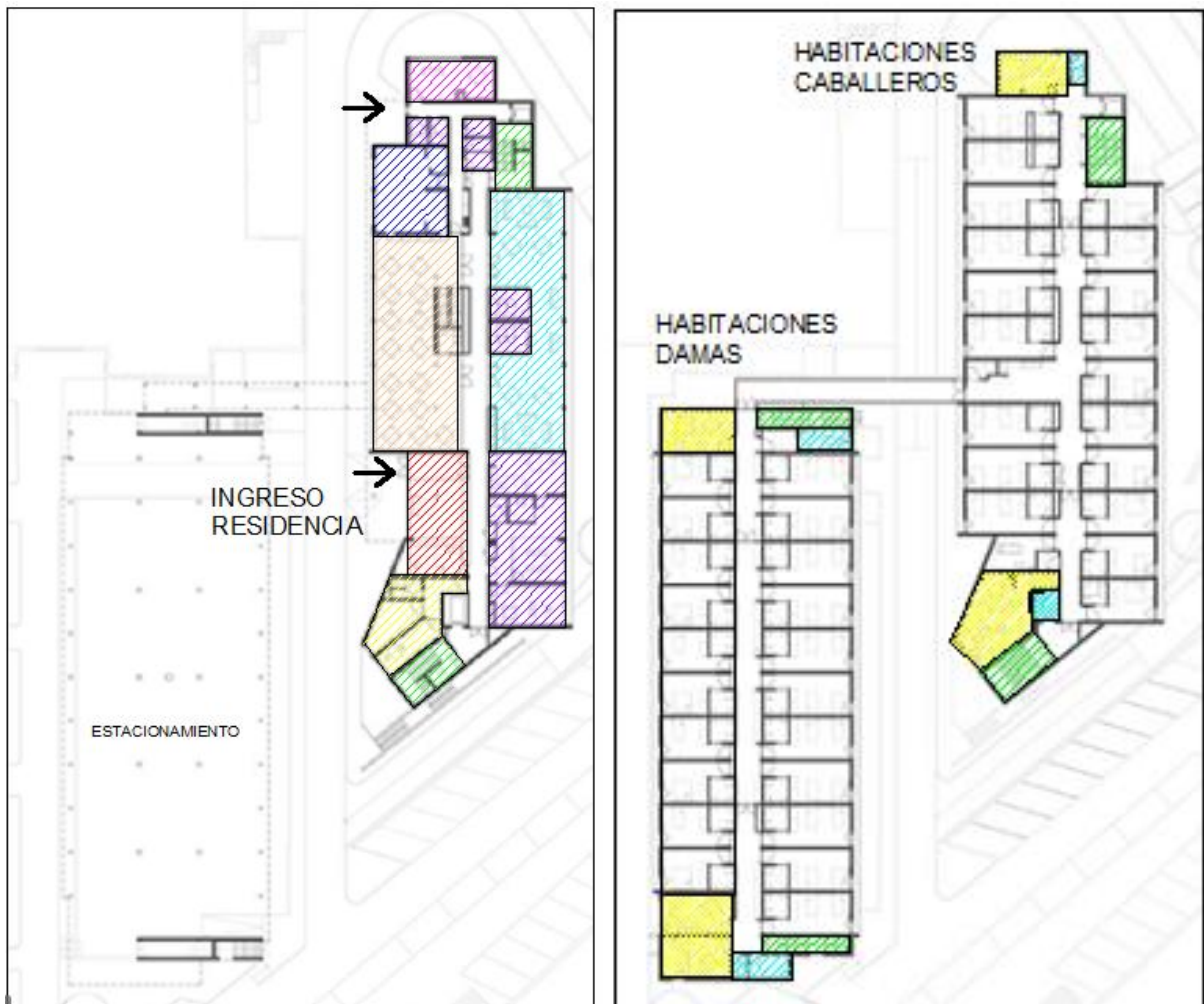 INGRESO
RESIDENCIA
ESTACIONAMIENTO
HABITACIONES
CABALLEROS
HABITACIONES
DAMAS